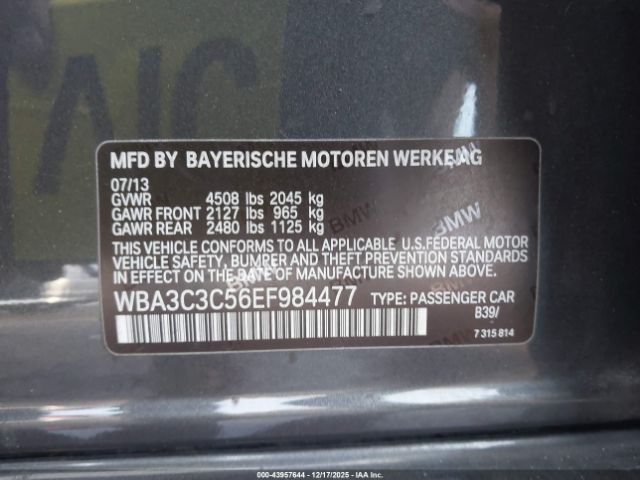 MFD BY BAYERISCHE MOTOREN WERKE AG
07/13
GVWR 4508 lbs 2045 kg
GAWR FRONT 2127 lbs 965 kg
GAWR REAR 2480 lbs 1125 kg
THIS VEHICLE CONFORMS TO ALL APPLICABLE U.S.FEDERAL MOTOR
VEHICLE SAFETY, BUMPER AND THEFT PREVENTION STANDARDS
IN EFFECT ON THE DATE OF MANUFACTURE SHOWN ABOVE.
WBA3C3C56EF984477 TYPE: PASSENGER CAR
B39/
7 315 814
000-43957644 - 12/17/2025 - IAA